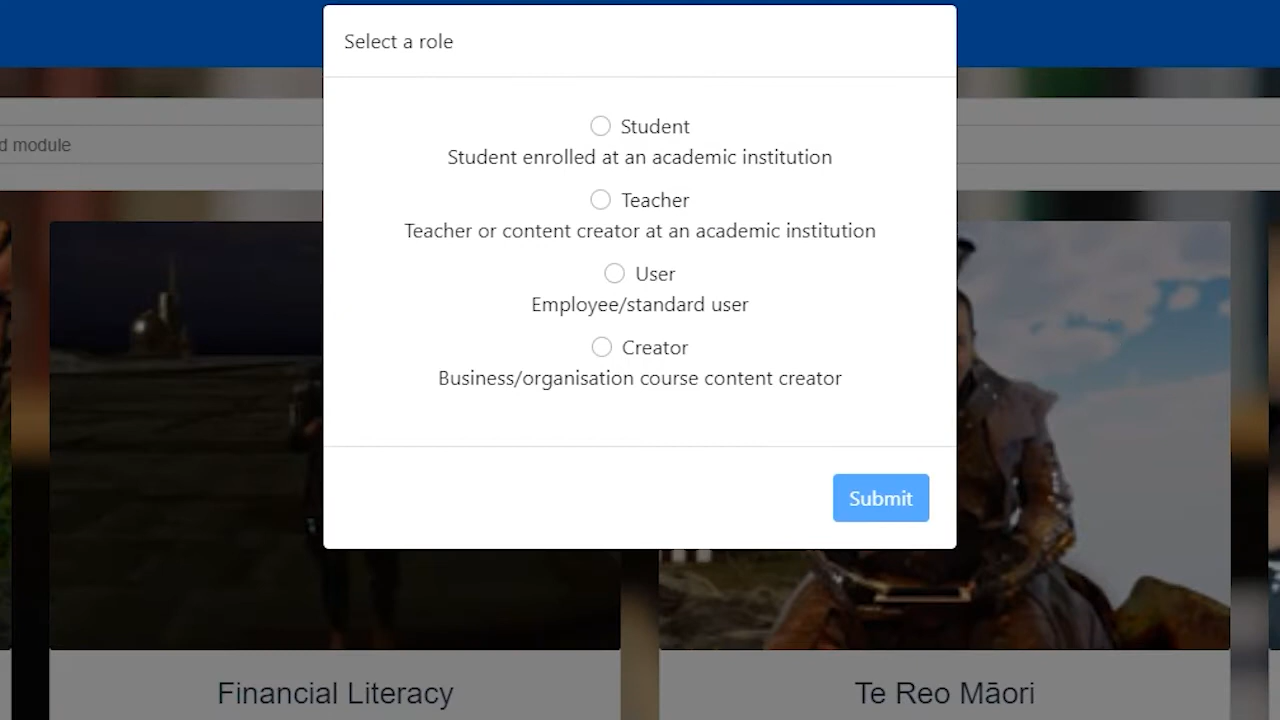 Select a role
d module
Student
Student enrolled at an academic institution
Teacher
Teacher or content creator at an academic institution
User
Employee/standard user
Creator
Business/organisation course content creator
Submit
Financial Literacy
Te Reo Māori